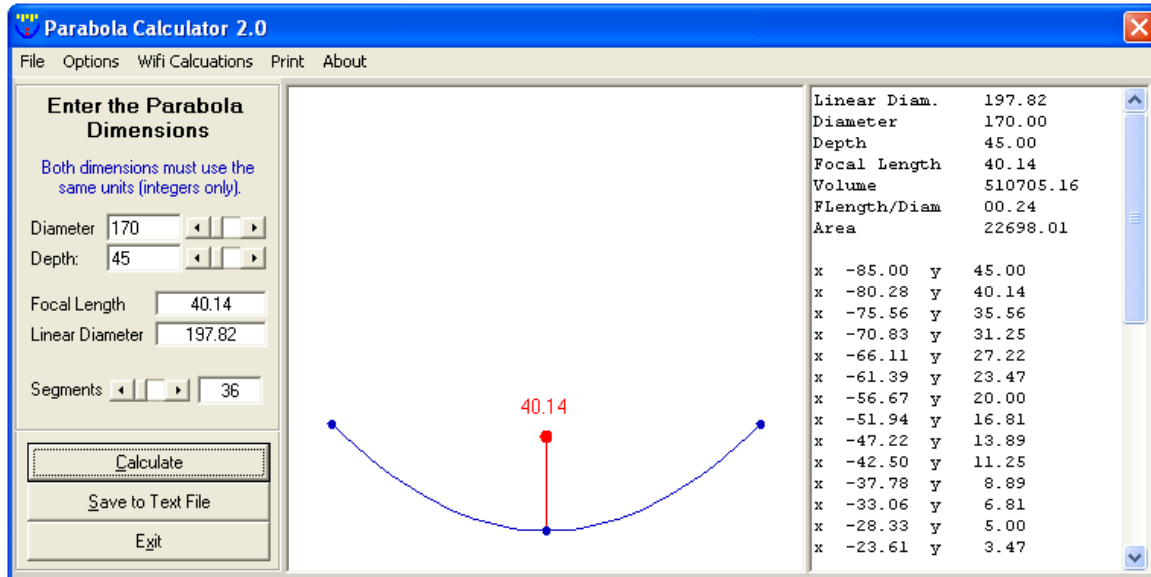 Parabola Calculator 2.0
File Options Wifi Calcuations Print About
Enter the Parabola
Dimensions
Both dimensions must use the
same units (integers only).
Diameter 170
Depth: 45
Focal Length 40.14
Linear Diameter 197.82
Segments 36
Calculate
Save to Text File
Exit
40.14
Linear Diam. 197.82
Diameter 170.00
Depth 45.00
Focal Length 40.14
Volume 510705.16
FLength/Diam 00.24
Area 22698.01
x -85.00 y 45.00
x -80.28 y 40.14
x -75.56 y 35.56
x -70.83 y 31.25
x -66.11 y 27.22
x -61.39 y 23.47
x -56.67 y 20.00
x -51.94 y 16.81
x -47.22 y 13.89
x -42.50 y 11.25
x -37.78 y 8.89
x -33.06 y 6.81
x -28.33 y 5.00
x -23.61 y 3.47